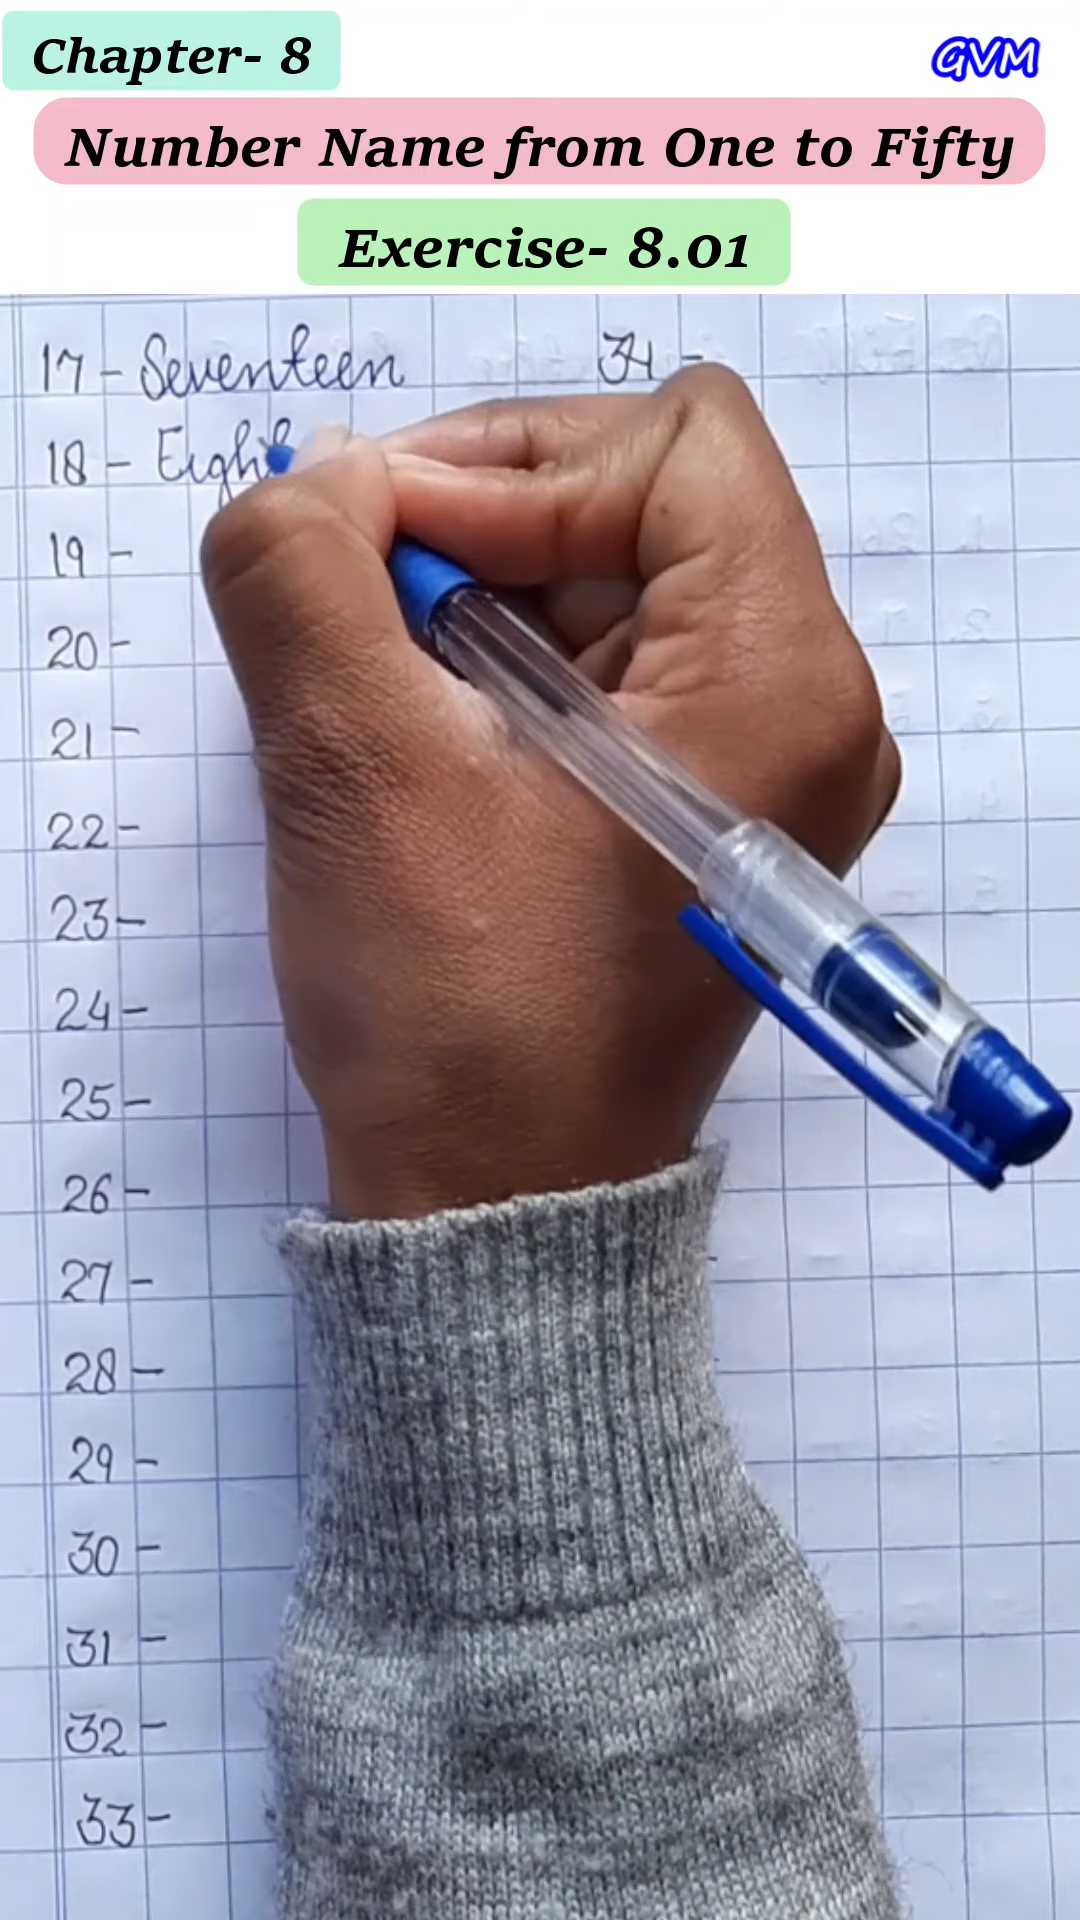 Chapter- 8
GVM
Number Name from One to Fifty
Exercise- 8.01
17 - Seventeen 34 -
18 - Eight
19 -
20 -
21 -
22 -
23 -
24 -
25 -
26 -
27 -
28 -
29 -
30 -
31 -
32 -
33 -